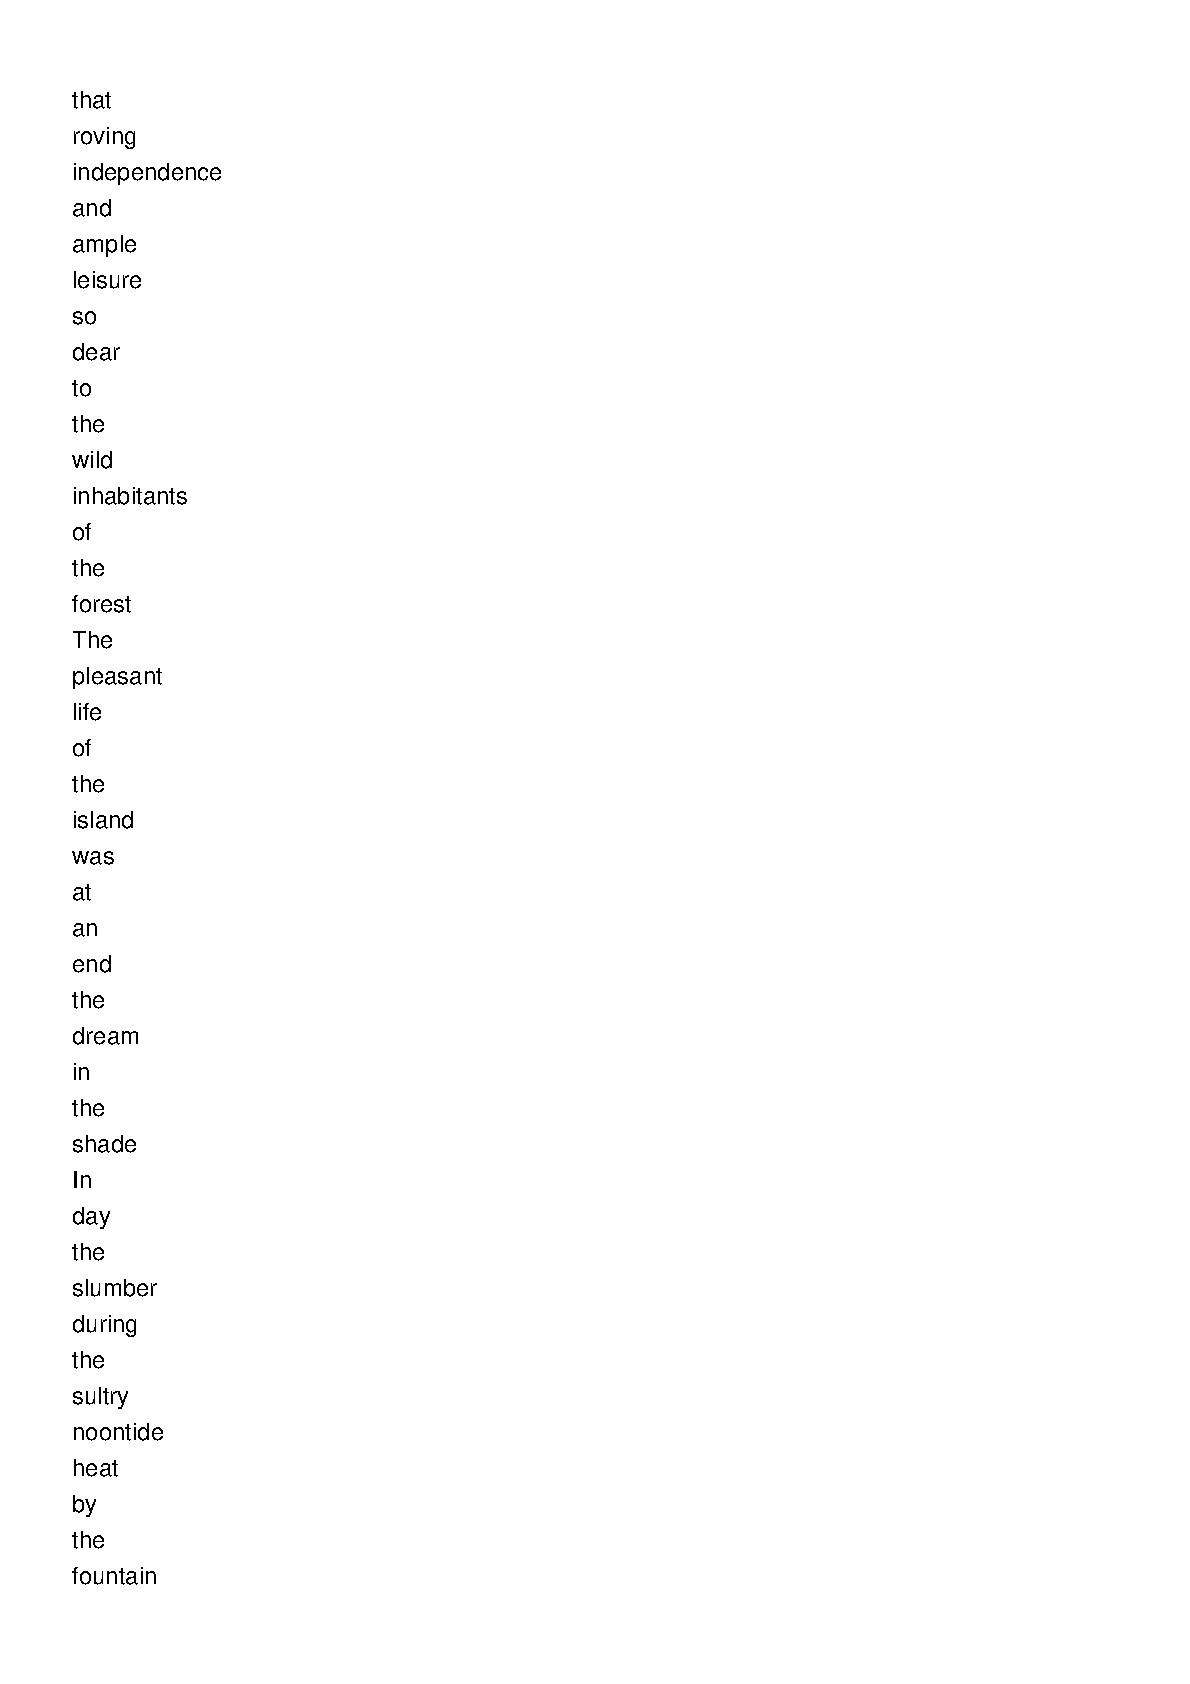 that
roving
independence
and
ample
leisure
so
dear
to
the
wild
inhabitants
of
the
forest
The
pleasant
life
of
the
island
was
at
an
end
the
dream
in
the
shade
In
day
the
slumber
during
the
sultry
noontide
heat
by
the
fountain